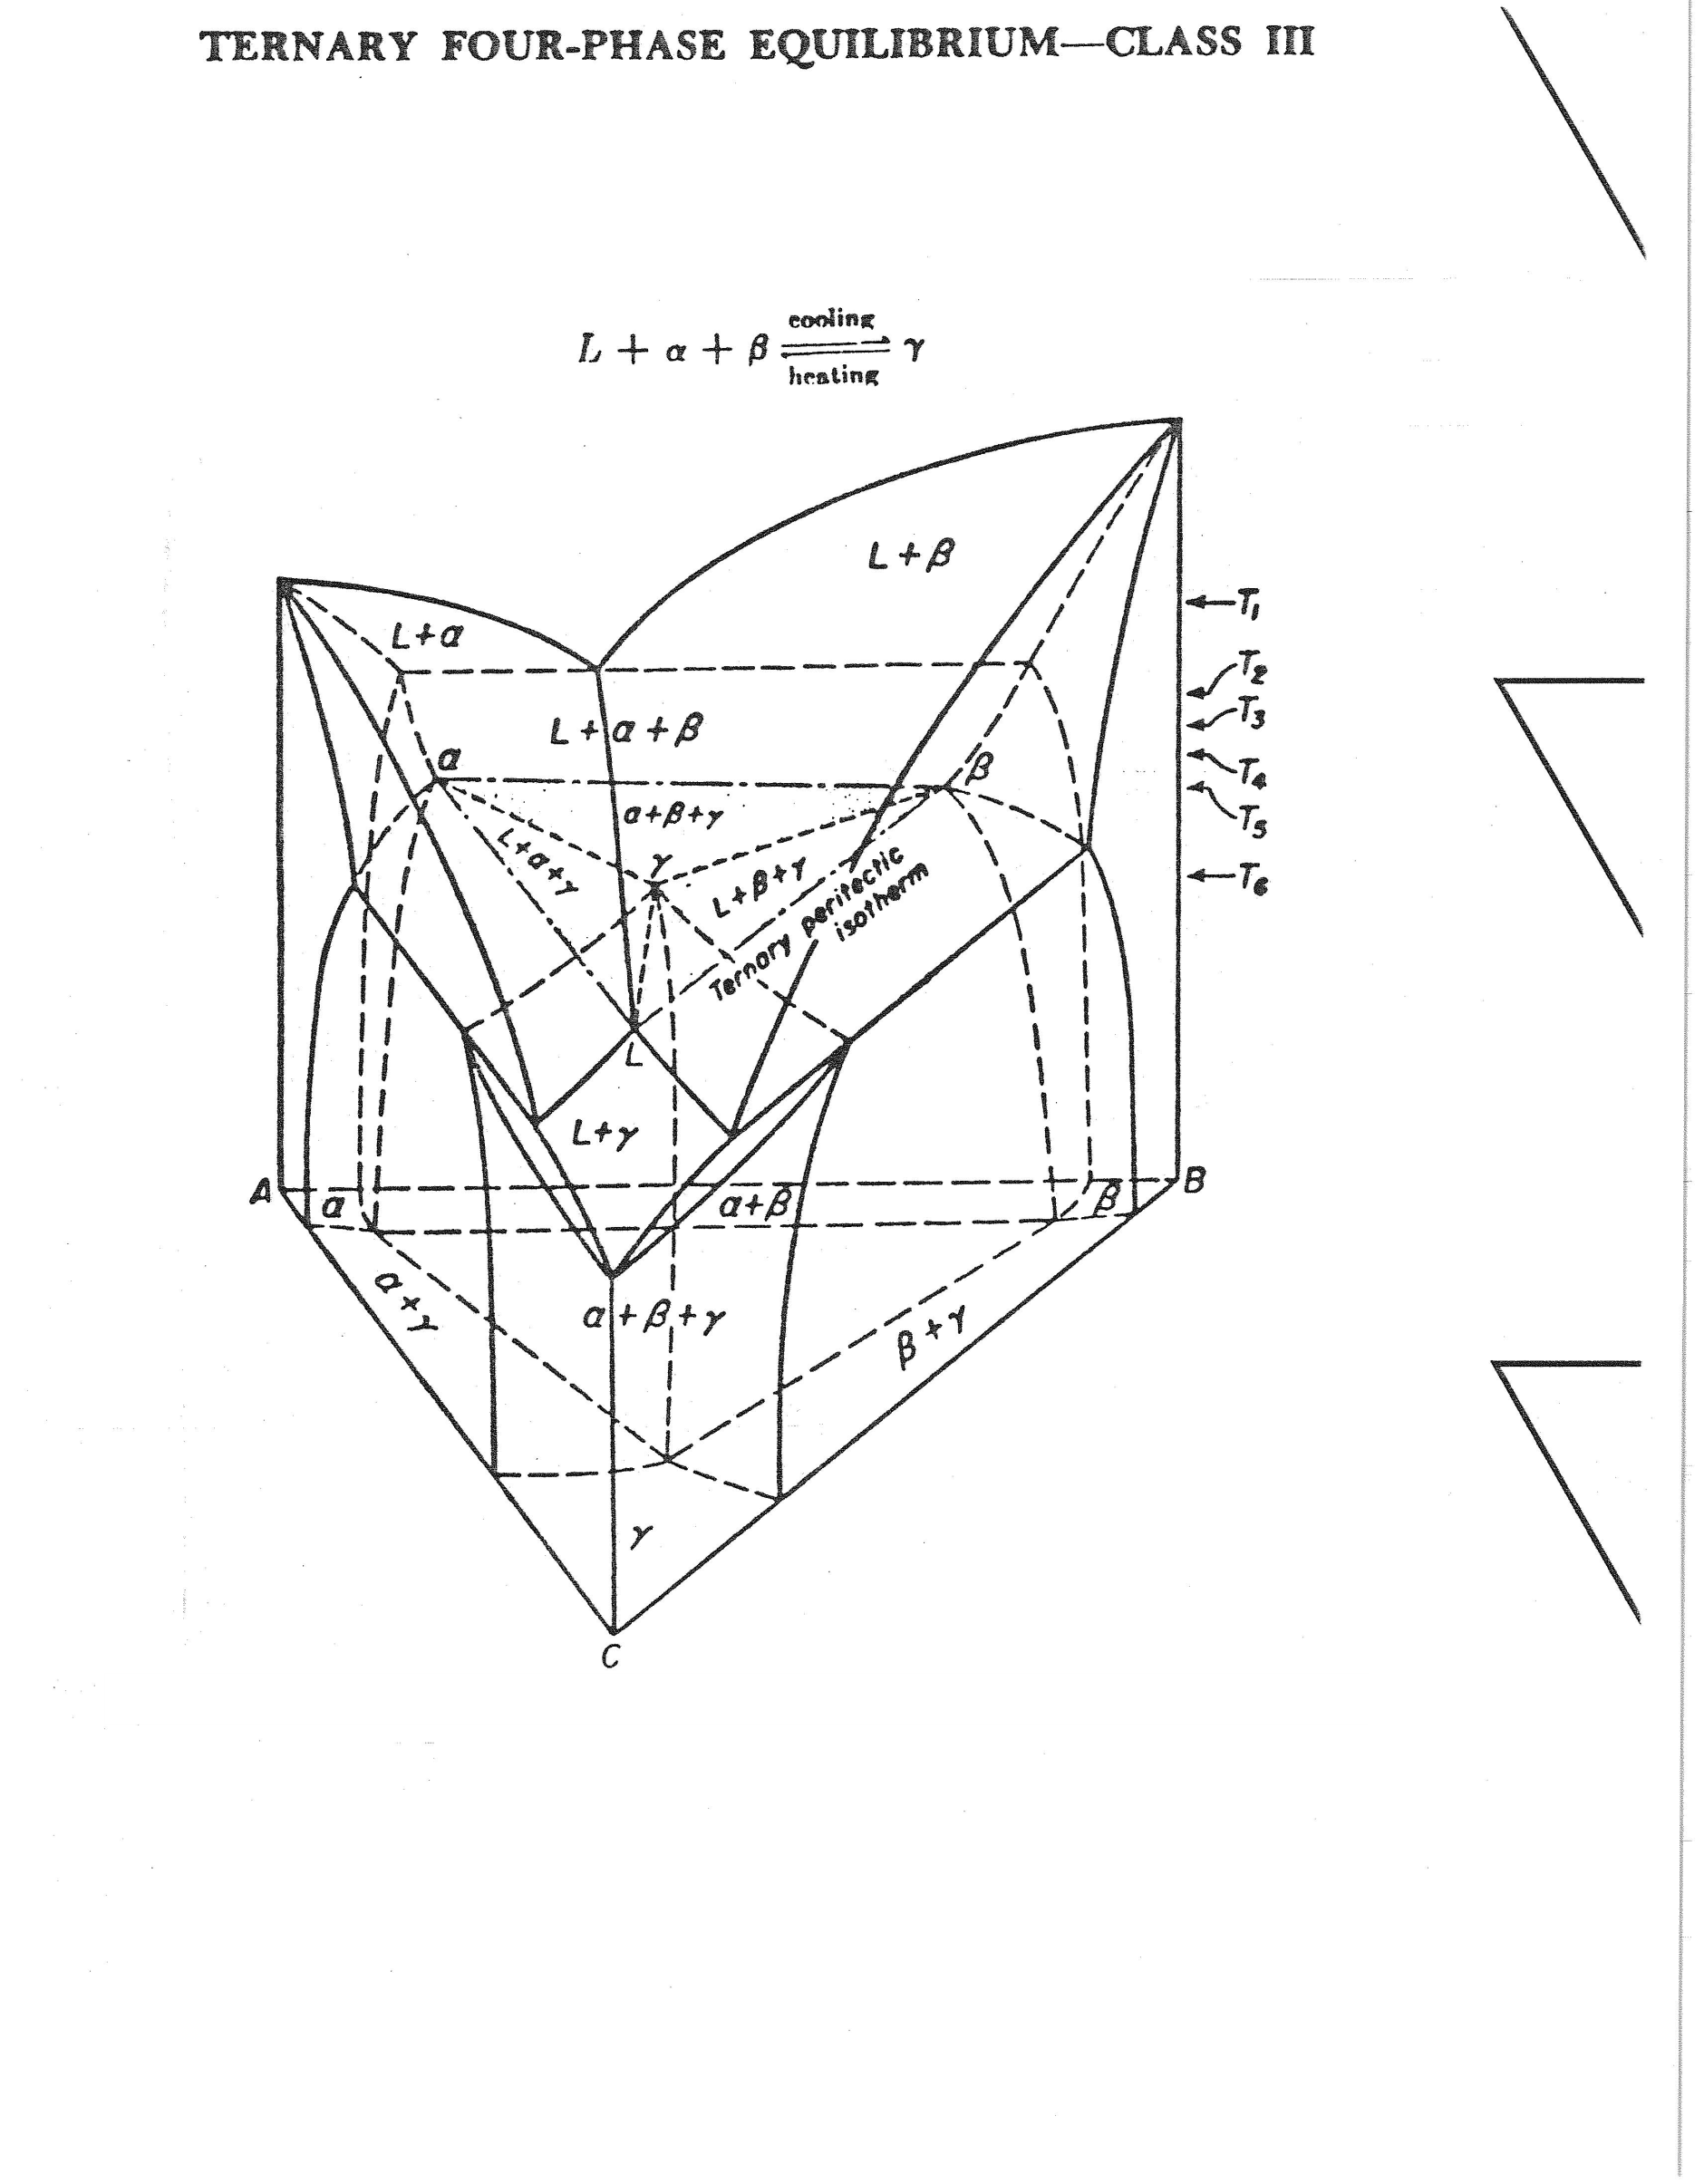 TERNARY FOUR-PHASE EQUILIBRIUM—CLASS III
cooling
L + α + β ⇌ γ
heating
L+β
T₁
L+α
T₂
T₃
L+α+β
α
β
T₄
α+β+γ
T₅
L+α+γ
γ
L+β+γ
T₆
Ternary peritectic
isotherm
L
L+γ
A
α
α+β
β
B
α+γ
α+β+γ
β+γ
γ
C